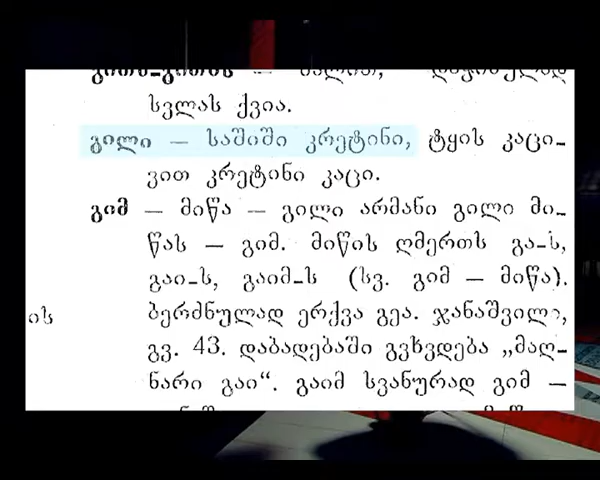 სვლას ქვია.
გილი — საშიში კრეტინი, ტყის კაცი-
ვით კრეტინი კაცი.
გიმ — მიწა — გილი არმანი გილი მი-
წას — გიმ. მიწის ღმერთს გა-ს,
გაი-ს, გაიმ-ს (სვ. გიმ — მიწა).
ის
ბერძნულად ერქვა გეა. ჯანაშვილი,
გვ. 43. დაბადებაში გვხვდება „მაღ-
ნარი გაი“. გაიმ სვანურად გიმ —